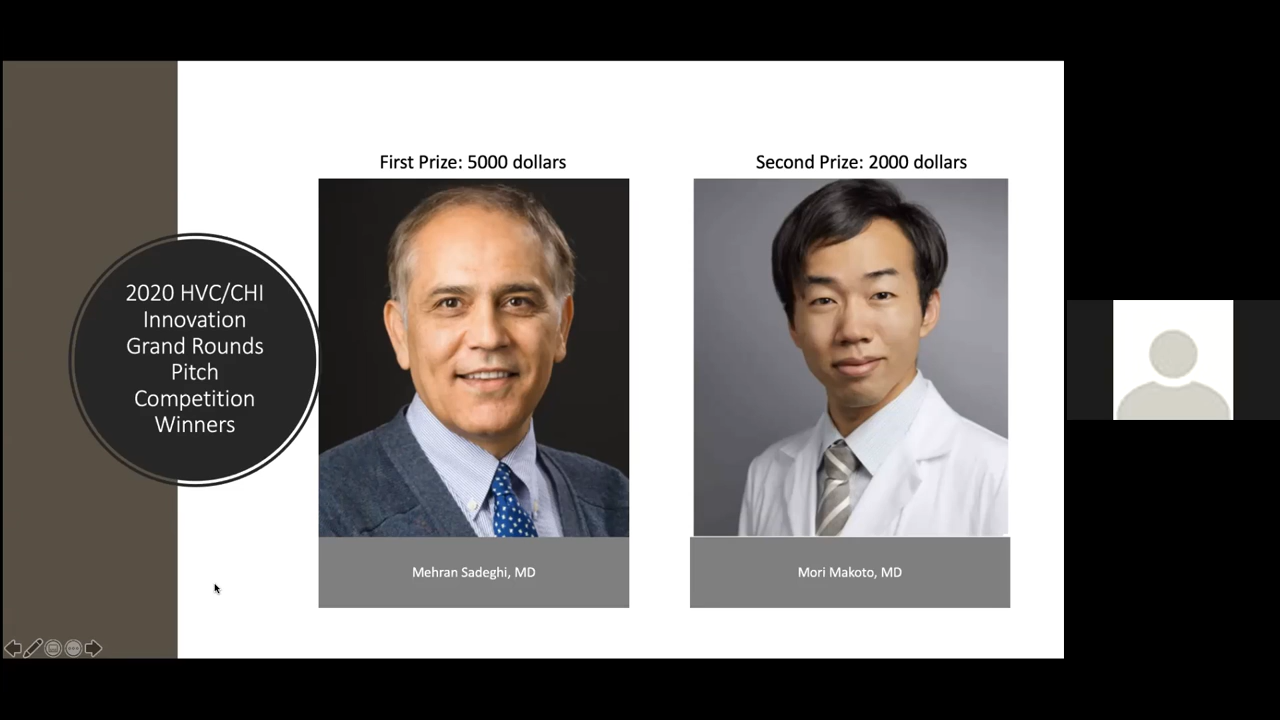 2020 HVC/CHI
Innovation
Grand Rounds
Pitch
Competition
Winners
First Prize: 5000 dollars
Mehran Sadeghi, MD
Second Prize: 2000 dollars
Mori Makoto, MD